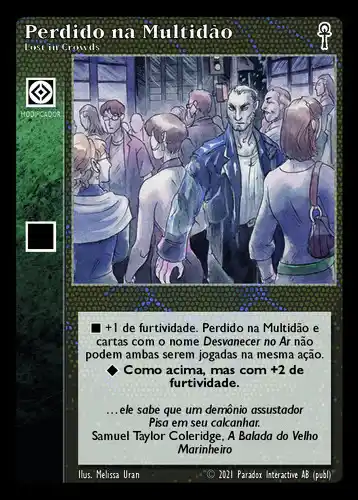 Perdido na Multidão
Lost in Crowds
MODIFICADOR
+1 de furtividade. Perdido na Multidão e
cartas com o nome Desvanecer no Ar não
podem ambas serem jogadas na mesma ação.
Como acima, mas com +2 de
furtividade.
...ele sabe que um demônio assustador
Pisa em seu calcanhar.
Samuel Taylor Coleridge, A Balada do Velho
Marinheiro
Ilus. Melissa Uran
© 2021 Paradox Interactive AB (publ)